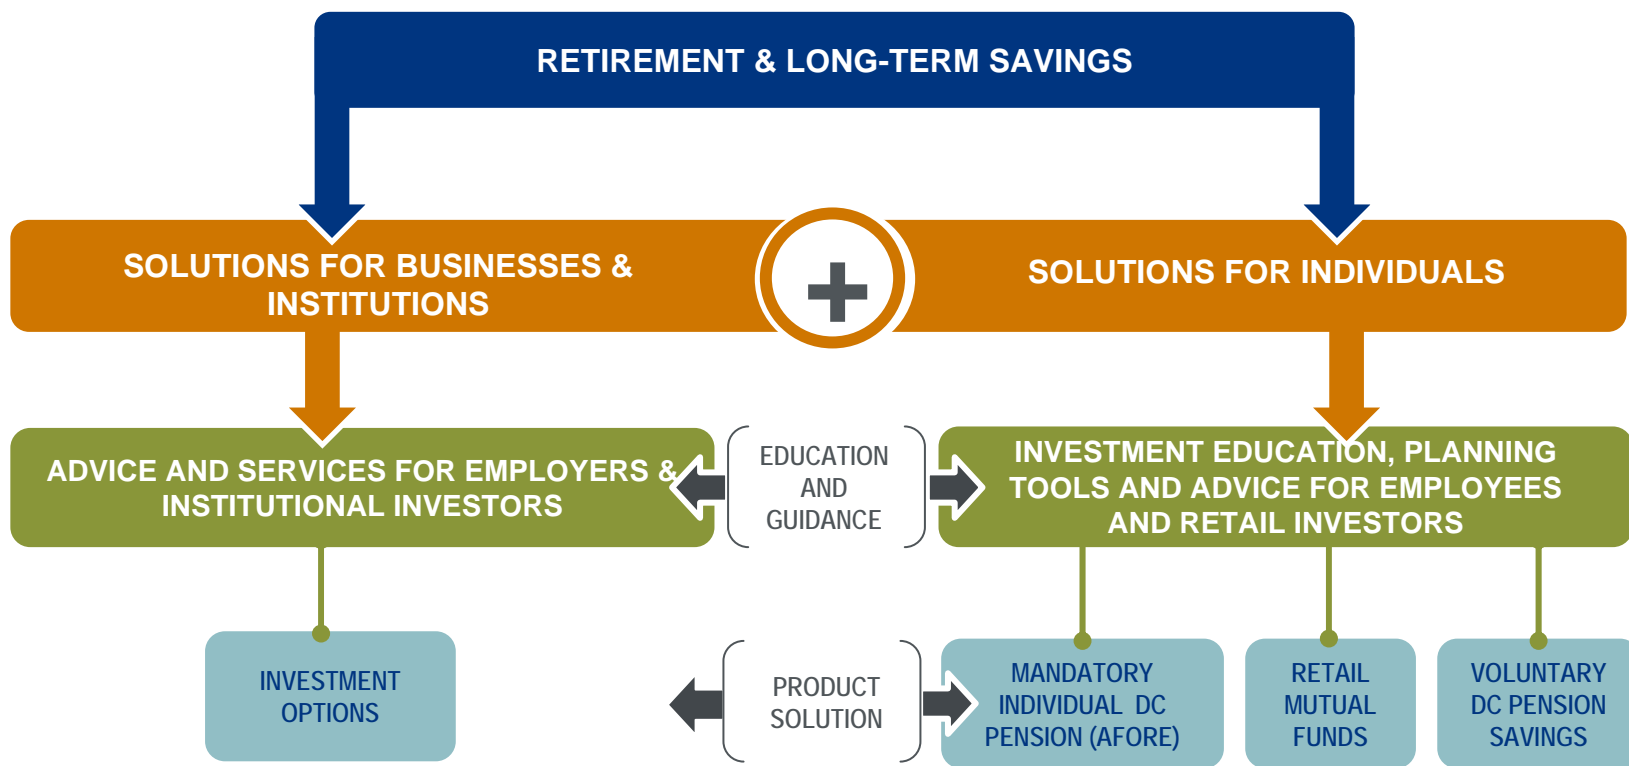 RETIREMENT & LONG-TERM SAVINGS
SOLUTIONS FOR BUSINESSES &
INSTITUTIONS
+
SOLUTIONS FOR INDIVIDUALS
ADVICE AND SERVICES FOR EMPLOYERS &
INSTITUTIONAL INVESTORS
EDUCATION
AND
GUIDANCE
INVESTMENT EDUCATION, PLANNING
TOOLS AND ADVICE FOR EMPLOYEES
AND RETAIL INVESTORS
INVESTMENT
OPTIONS
PRODUCT
SOLUTION
MANDATORY
INDIVIDUAL DC
PENSION (AFORE)
RETAIL
MUTUAL
FUNDS
VOLUNTARY
DC PENSION
SAVINGS